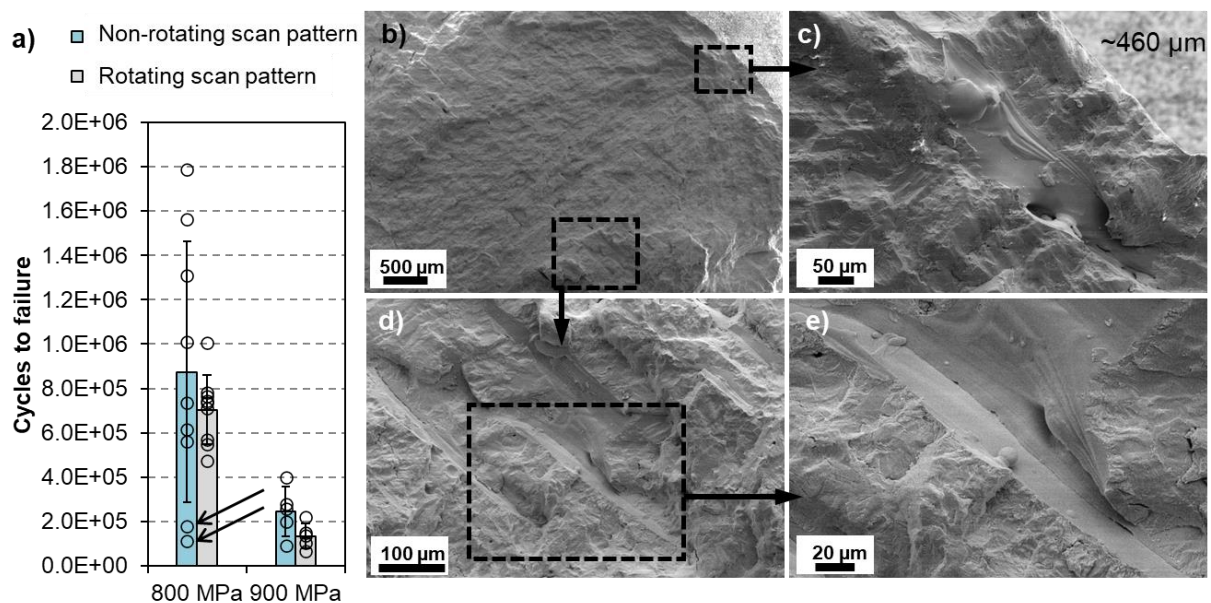 a)
Non-rotating scan pattern
Rotating scan pattern
Cycles to failure
2.0E+06
1.8E+06
1.6E+06
1.4E+06
1.2E+06
1.0E+06
8.0E+05
6.0E+05
4.0E+05
2.0E+05
0.0E+00
800 MPa 900 MPa
b)
500 µm
c)
~460 µm
50 µm
d)
100 µm
e)
20 µm